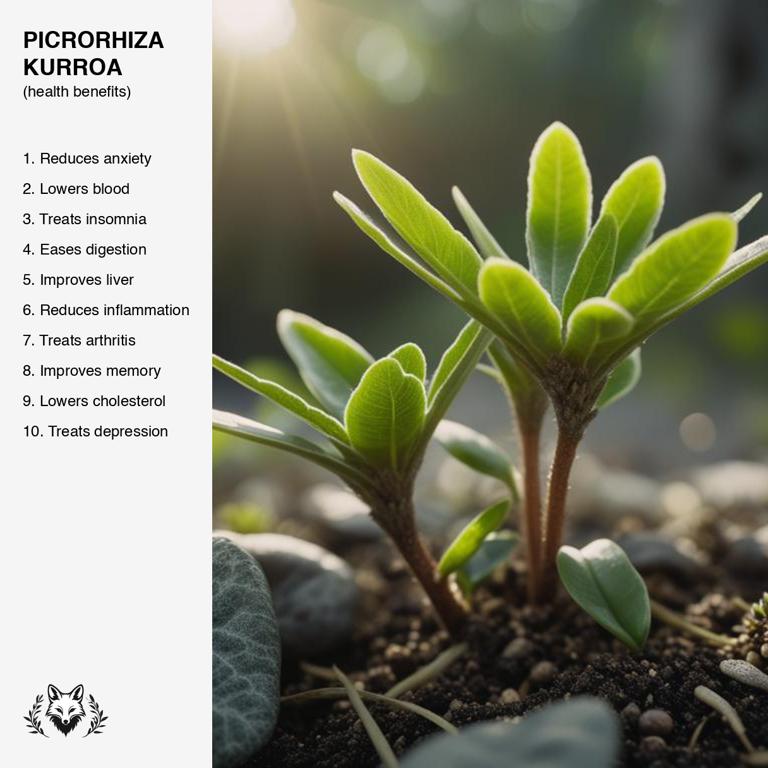 PICRORHIZA
KURROA
(health benefits)
1. Reduces anxiety
2. Lowers blood
3. Treats insomnia
4. Eases digestion
5. Improves liver
6. Reduces inflammation
7. Treats arthritis
8. Improves memory
9. Lowers cholesterol
10. Treats depression